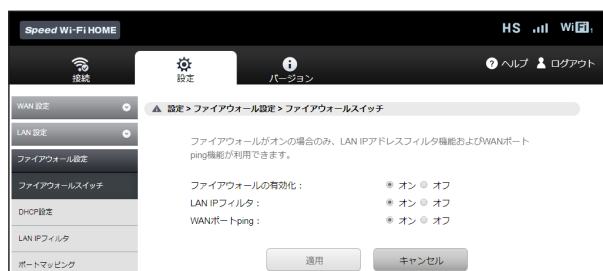 Speed Wi-Fi HOME
HS WiFi 1
接続
設定
バージョン
ヘルプ ログアウト
WAN 設定
設定 > ファイアウォール設定 > ファイアウォールスイッチ
LAN 設定
ファイアウォール設定
ファイアウォールスイッチ
DHCP設定
LAN IPフィルタ
ポートマッピング
ファイアウォールがオンの場合のみ、LAN IPアドレスフィルタ機能およびWANポート
ping機能が利用できます。
ファイアウォールの有効化： オン オフ
LAN IPフィルタ： オン オフ
WANポートping： オン オフ
適用 キャンセル